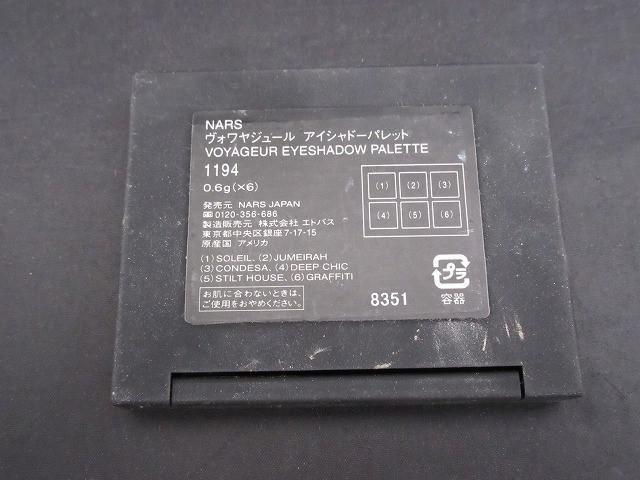 NARS
ヴォワヤジュール アイシャドーパレット
VOYAGEUR EYESHADOW PALETTE
1194
0.6g(×6)
(1) (2) (3)
(4) (5) (6)
発売元 NARS JAPAN
0120-356-686
製造販売元 株式会社 エトバス
東京都中央区銀座7-17-15
原産国 アメリカ
(1) SOLEIL, (2) JUMEIRAH
(3) CONDESA, (4) DEEP CHIC
(5) STILT HOUSE, (6) GRAFFITI
お肌に合わないときは、
ご使用をおやめください。
8351
プラ
容器